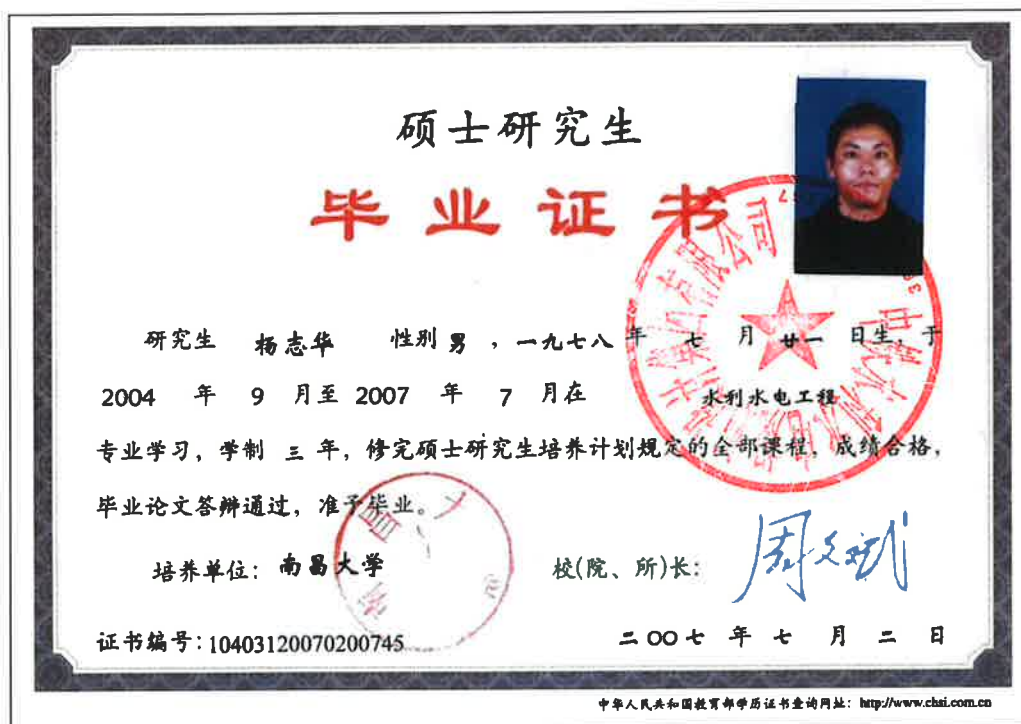 硕士研究生
毕业证书
研究生 杨志华 性别 男 ,一九七八 年 七 月 廿一 日生,于
2004 年 9 月至 2007 年 7 月在 水利水电工程
专业学习,学制 三 年,修完硕士研究生培养计划规定的全部课程,成绩合格,
毕业论文答辩通过,准予毕业。
培养单位:南昌大学 校(院、所)长:周文斌
证书编号:10403120070200745 二〇〇七 年 七 月 二 日
中华人民共和国教育部学历证书查询网址:http://www.chsi.com.cn